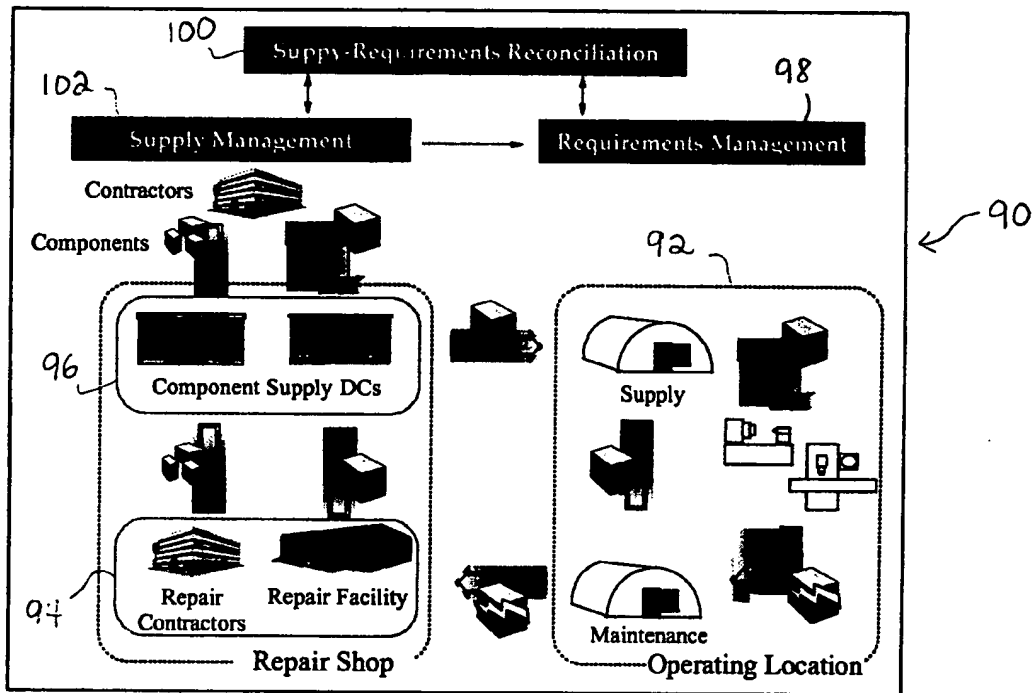 100
Suppy-Requirements Reconciliation
102
98
Supply Management
Requirements Management
Contractors
Components
90
92
96
Component Supply DCs
Supply
94
Repair Contractors
Repair Facility
Maintenance
Repair Shop
Operating Location